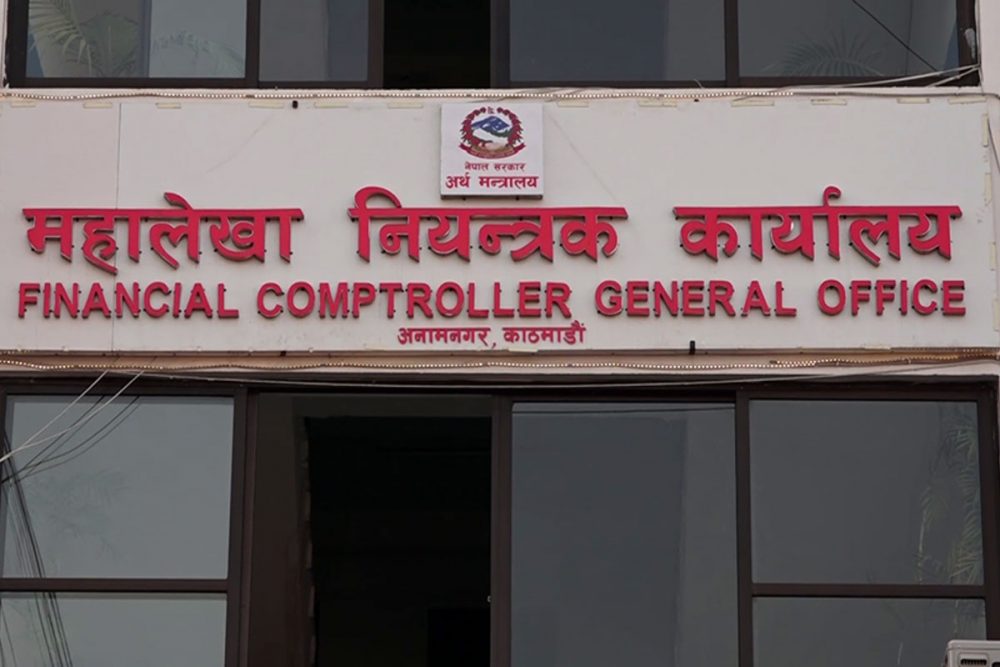 नेपाल सरकार
अर्थ मन्त्रालय
महालेखा नियन्त्रक कार्यालय
FINANCIAL COMPTROLLER GENERAL OFFICE
अनामनगर, काठमाडौं